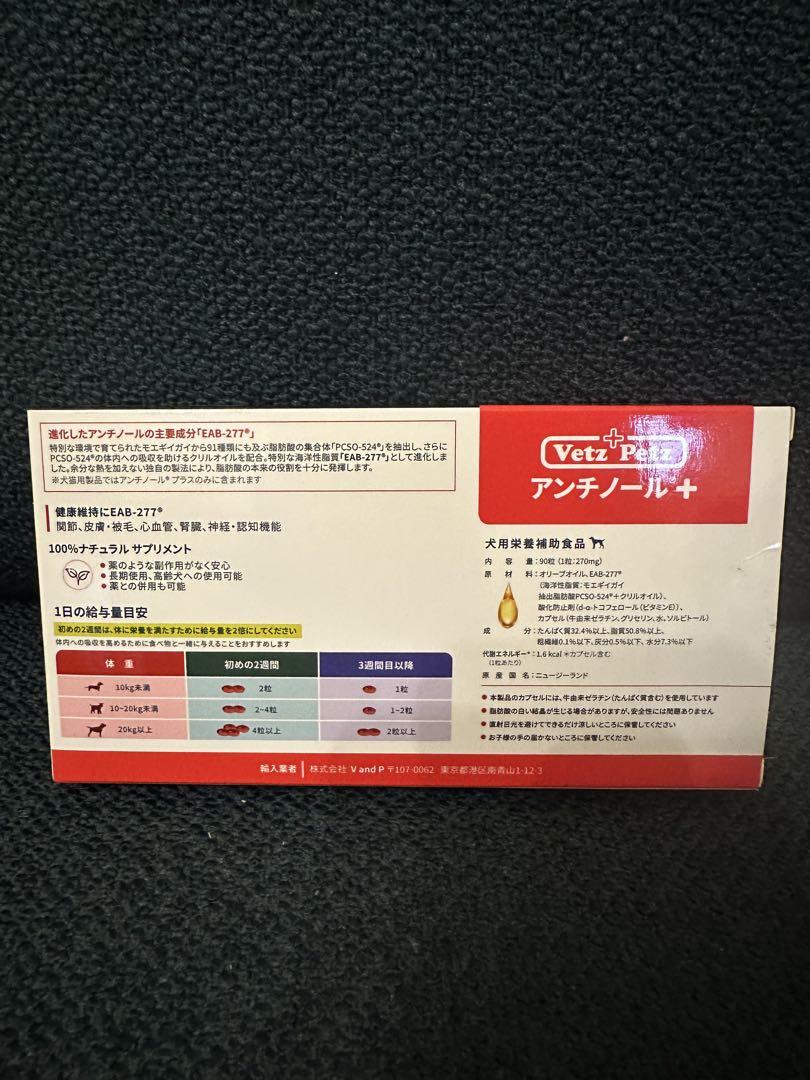 進化したアンチノールの主要成分「EAB-277®」
特別な環境で育てられたモエギイガイから91種類にも及ぶ脂肪酸の集合体「PCSO-524®」を抽出し、さらに
PCSO-524®の体内への吸収を助けるクリルオイルを配合。特別な海洋性脂質「EAB-277®」として進化しま
した。余分な熱を加えない独自の製法により、脂肪酸の本来の役割を十分に発揮します。
※犬猫用製品ではアンチノール® プラスのみに含まれます
健康維持にEAB-277®
関節、皮膚・被毛、心血管、腎臓、神経・認知機能
100%ナチュラル サプリメント
●薬のような副作用がなく安心
●長期使用、高齢犬への使用可能
●薬との併用も可能
1日の給与量目安
初めの2週間は、体に栄養を満たすために給与量を2倍にしてください
体内への吸収を高めるために食べ物と一緒に与えることをおすすめします
体 重 初めの2週間 3週間目以降
10kg未満 2粒 1粒
10~20kg未満 2~4粒 1~2粒
20kg以上 4粒以上 2粒以上
Vetz Petz
アンチノール+
犬用栄養補助食品
内 容 量:90粒(1粒:270mg)
原 材 料:オリーブオイル、EAB-277®
(海洋性脂質:モエギイガイ
抽出脂肪酸PCSO-524®+クリルオイル)、
酸化防止剤(d-α-トコフェロール(ビタミンE))、
カプセル(牛由来ゼラチン、グリセリン、水、ソルビトール)
成 分:たんぱく質32.4%以上、脂質50.8%以上、
粗繊維0.1%以下、灰分0.5%以下、水分7.3%以下
代謝エネルギー*:1.6 kcal *カプセル含む
(1粒あたり)
原 産 国 名:ニュージーランド
●本製品のカプセルには、牛由来ゼラチン(たんぱく質含む)を使用しています
●脂肪酸の白い結晶が生じる場合がありますが、安全性には問題ありません
●直射日光を避けてできるだけ涼しいところに保管してください
●お子様の手の届かないところに保管してください
輸入業者 株式会社 V and P 〒107-0062 東京都港区南青山1-12-3